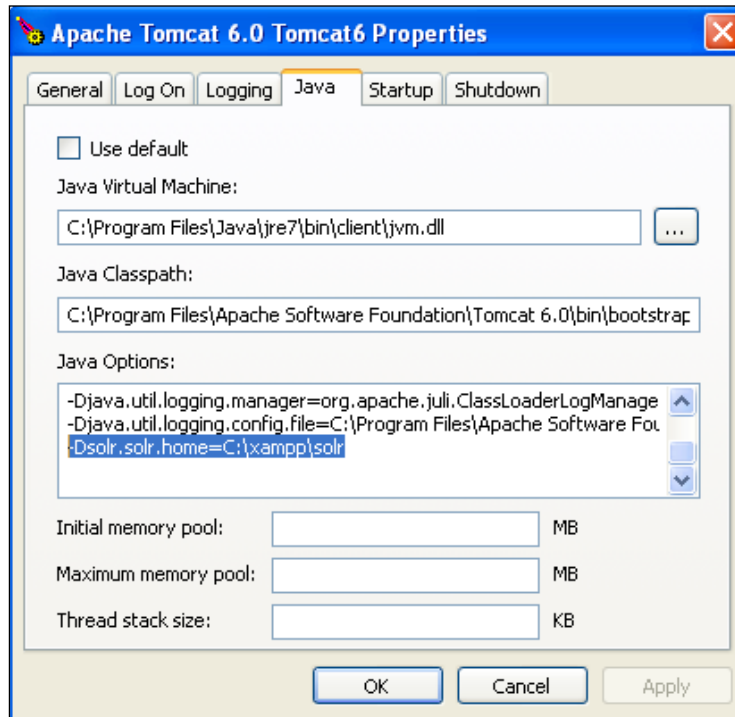 Apache Tomcat 6.0 Tomcat6 Properties
General Log On Logging Java Startup Shutdown
Use default
Java Virtual Machine:
C:\Program Files\Java\jre7\bin\client\jvm.dll ...
Java Classpath:
C:\Program Files\Apache Software Foundation\Tomcat 6.0\bin\bootstrap
Java Options:
-Djava.util.logging.manager=org.apache.juli.ClassLoaderLogManage
-Djava.util.logging.config.file=C:\Program Files\Apache Software Fou
-Dsolr.solr.home=C:\xampp\solr
Initial memory pool: MB
Maximum memory pool: MB
Thread stack size: KB
OK Cancel Apply